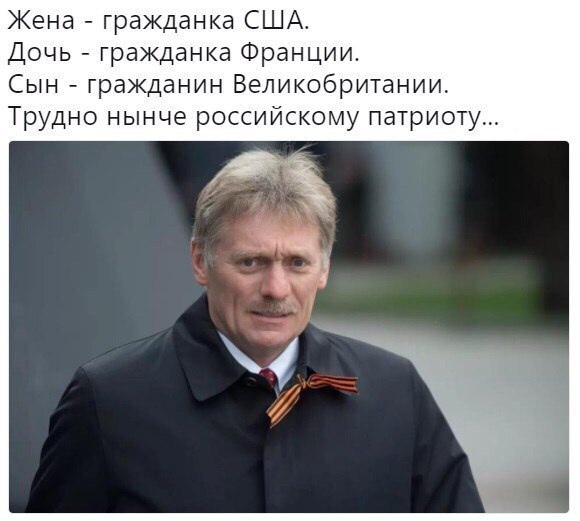 Жена - гражданка США.
Дочь - гражданка Франции.
Сын - гражданин Великобритании.
Трудно нынче российскому патриоту...